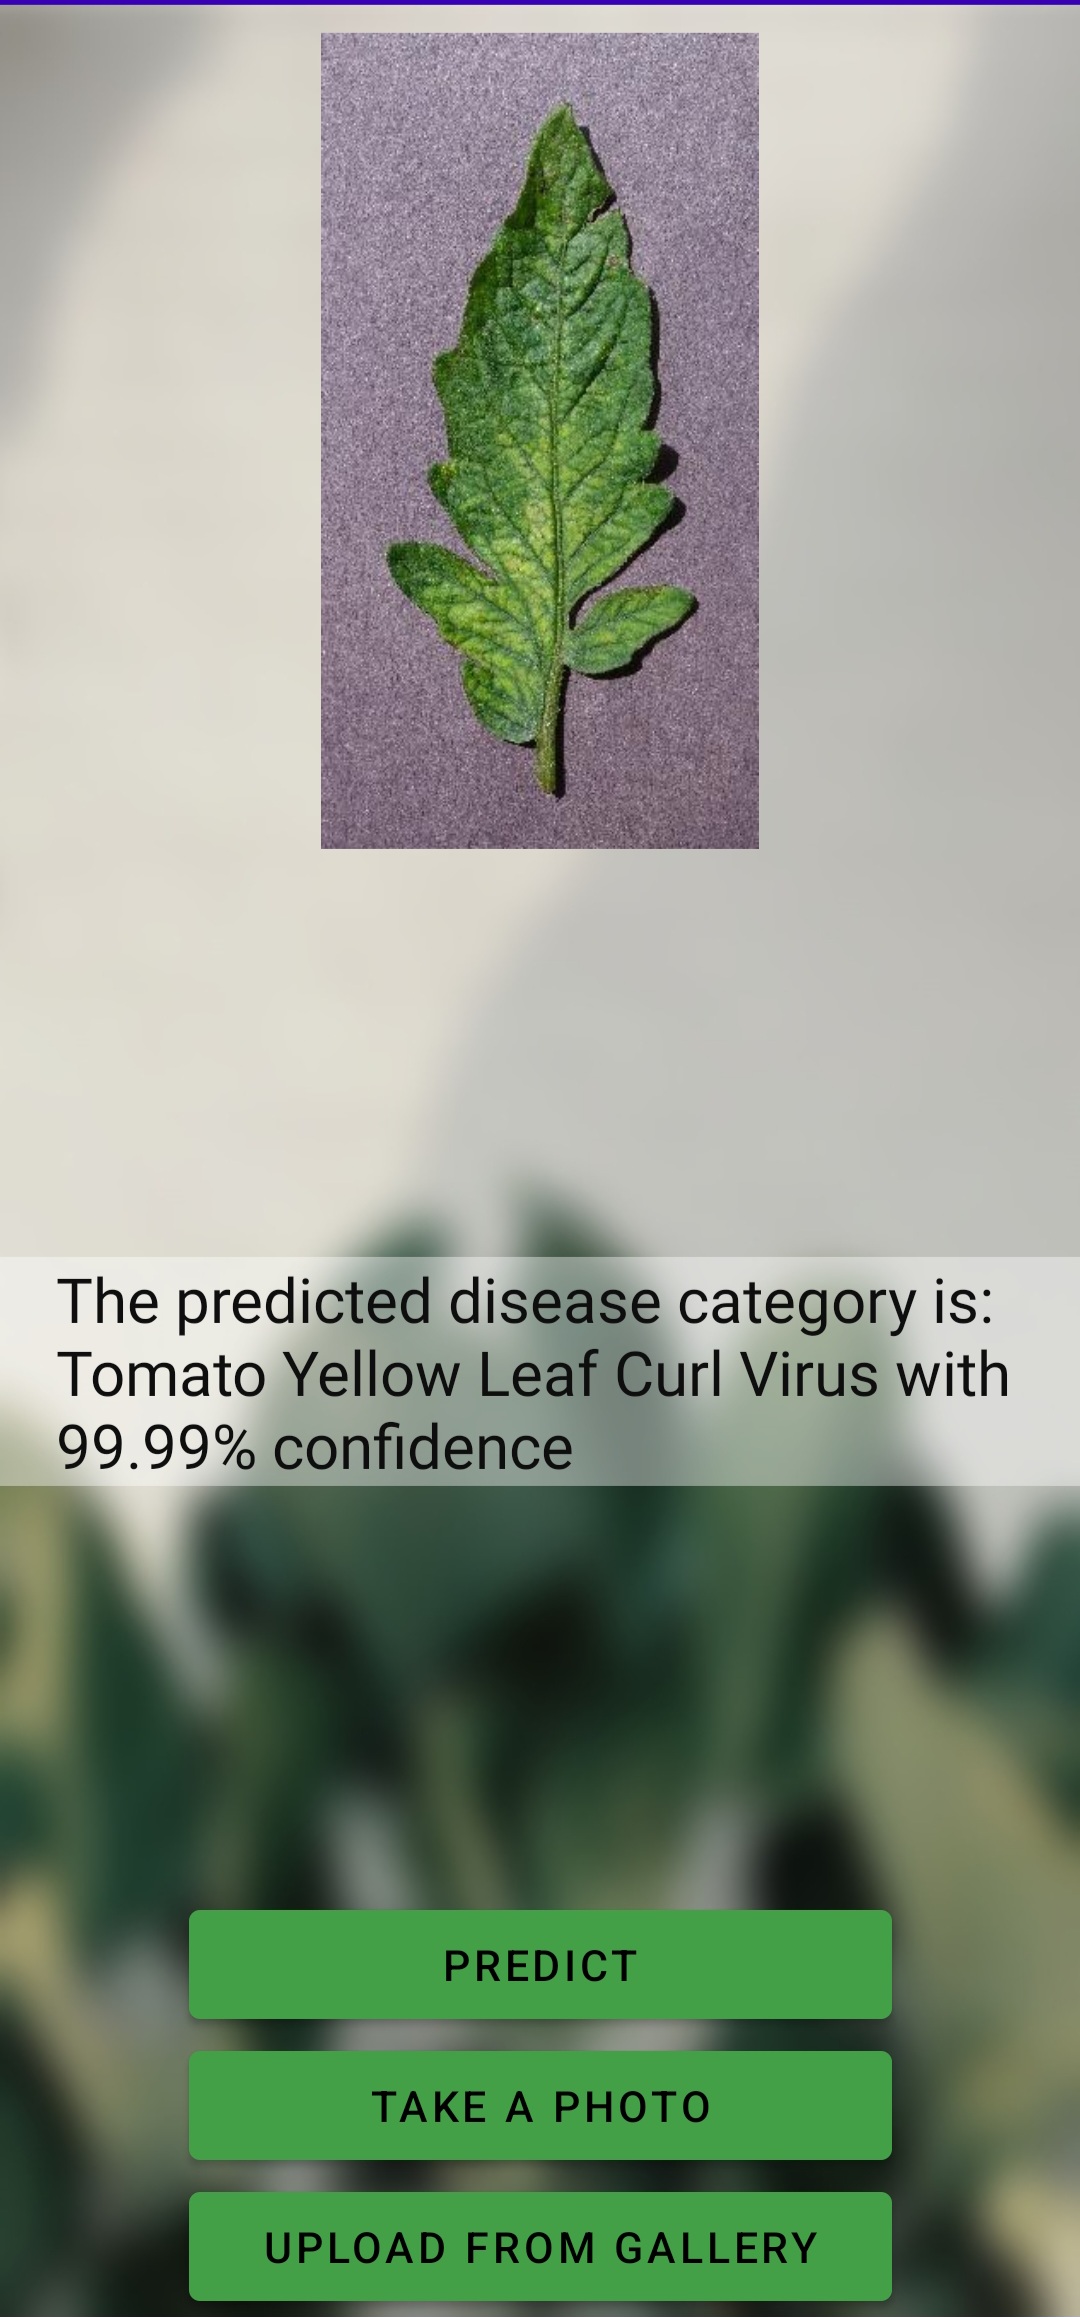 The predicted disease category is:
Tomato Yellow Leaf Curl Virus with
99.99% confidence
PREDICT
TAKE A PHOTO
UPLOAD FROM GALLERY